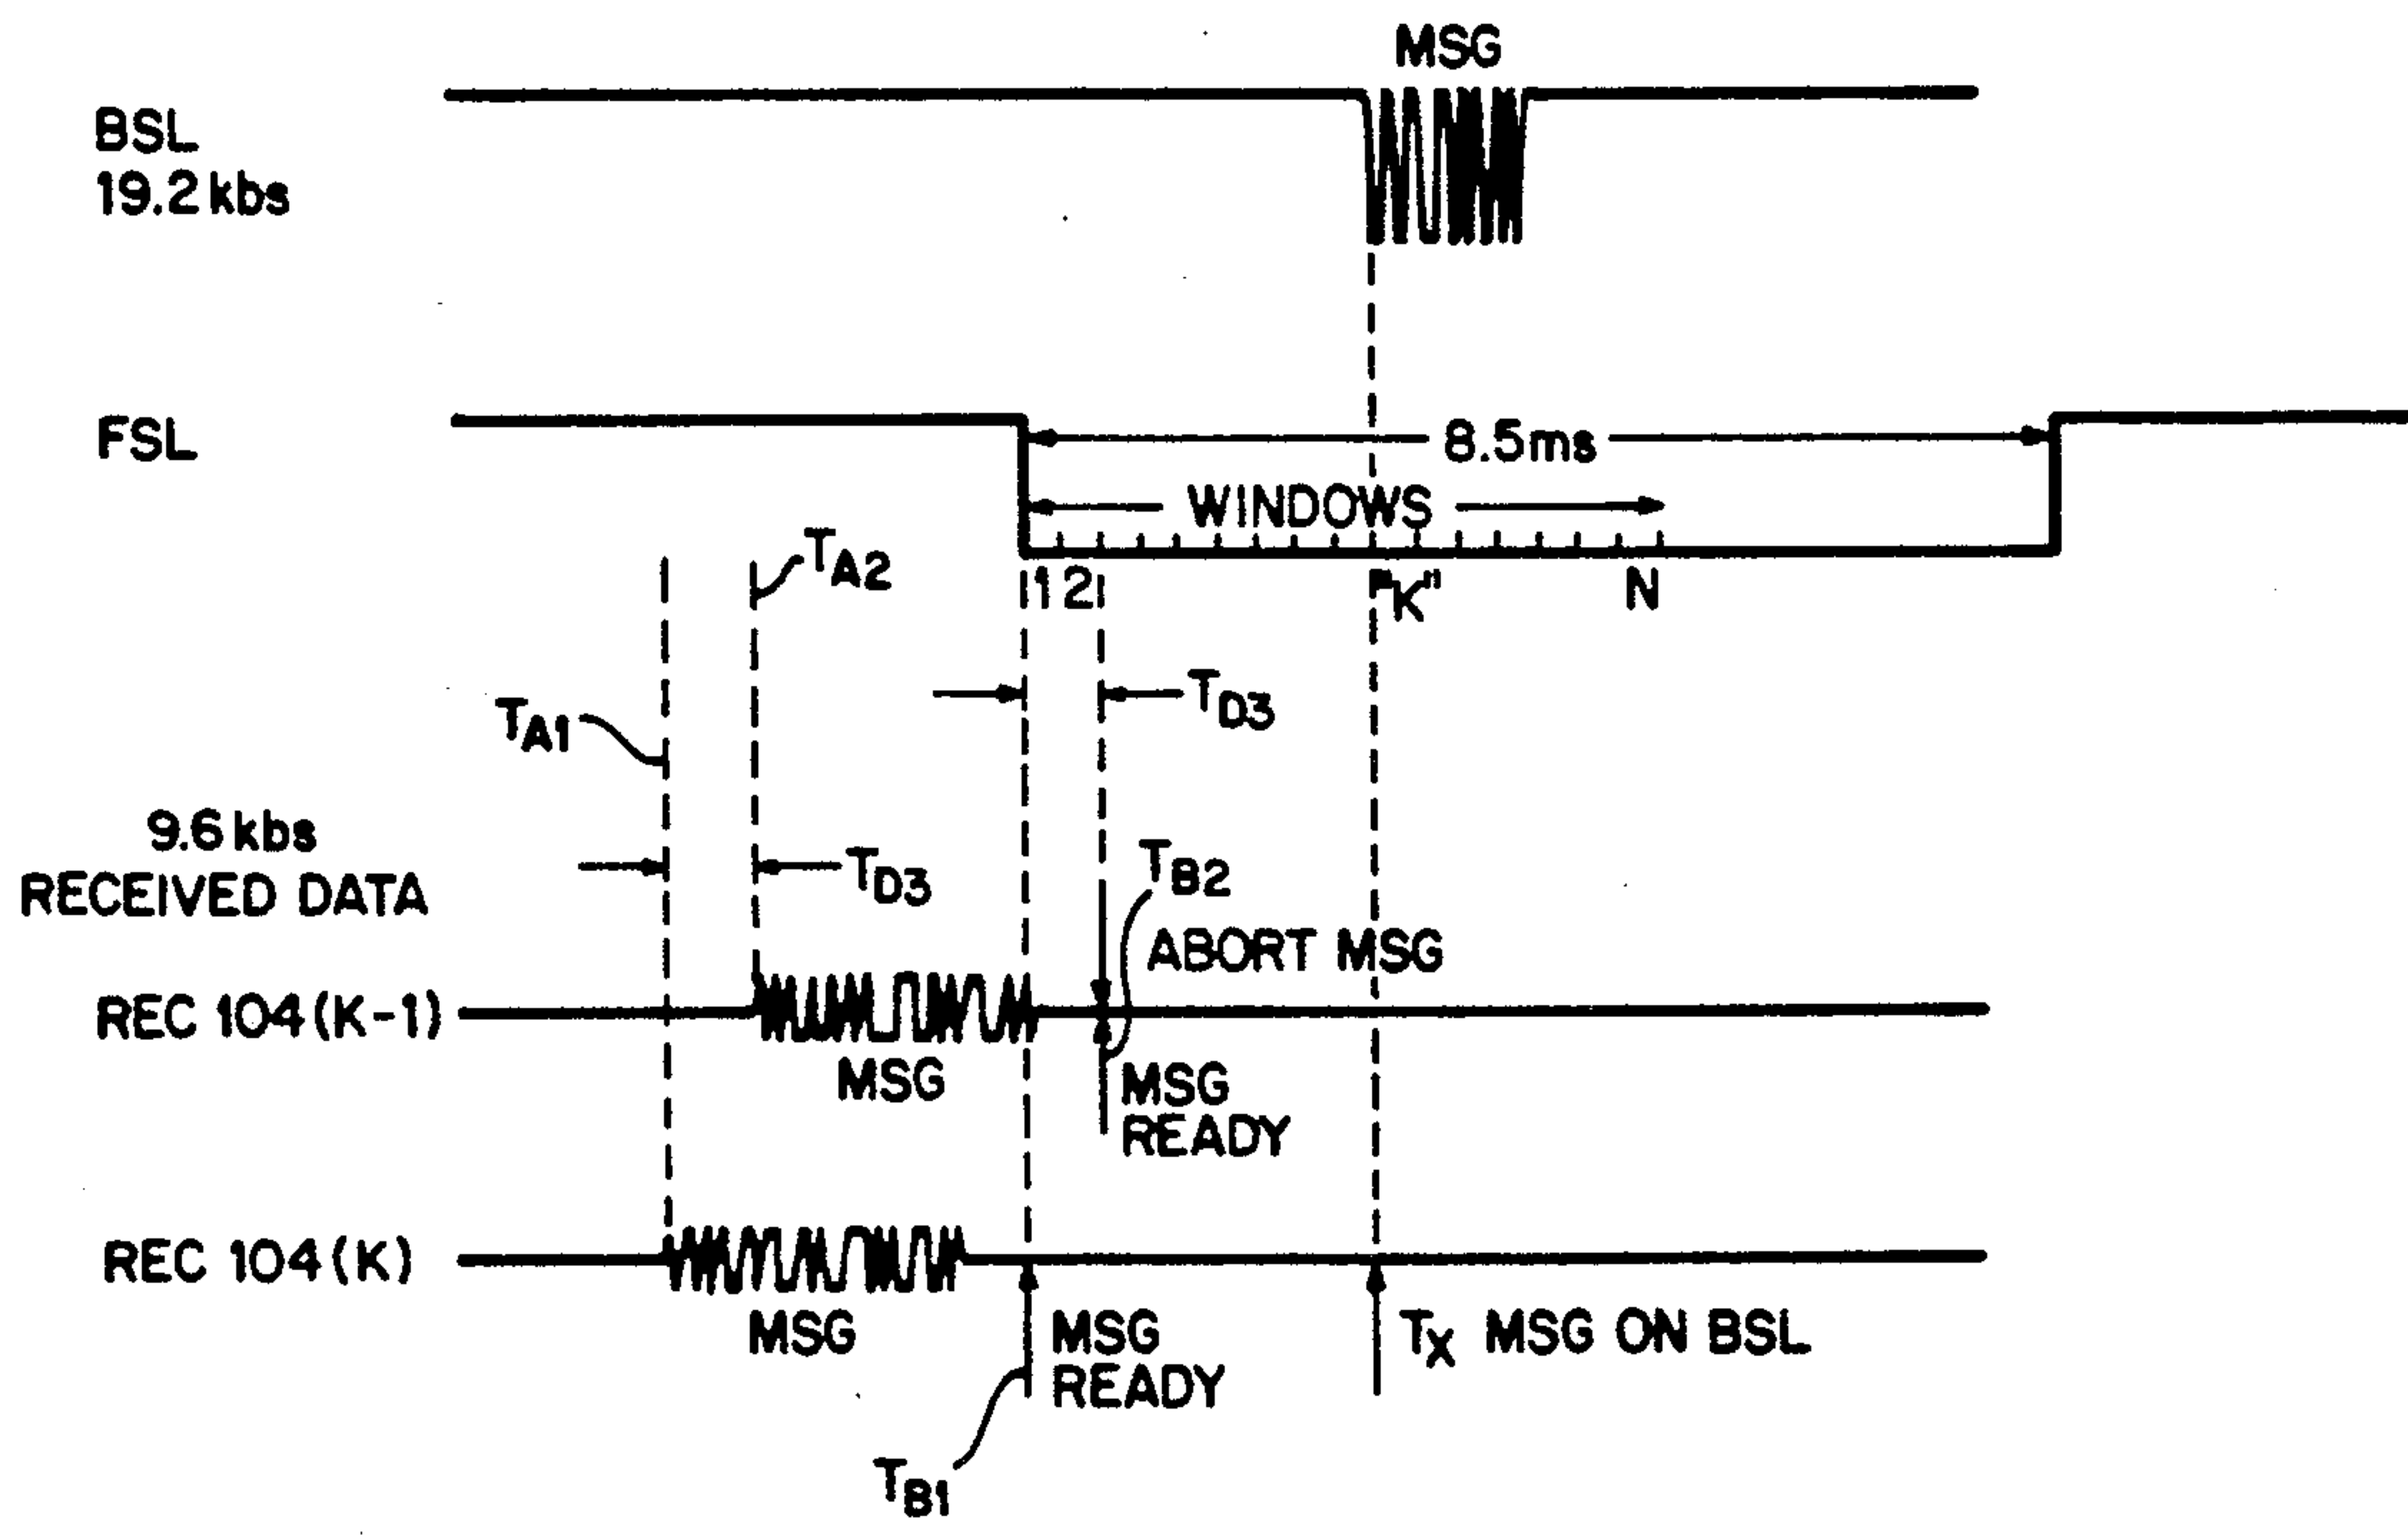 MSG
BSL
19.2 kbs
FSL
8.5ms
WINDOWS
1 2 "K" N
TA2
TA1
TD3
9.6 kbs
RECEIVED DATA
TD3
TB2
ABORT MSG
REC 104(K-1)
MSG
MSG
READY
REC 104(K)
MSG
MSG
READY
TX MSG ON BSL
TB1